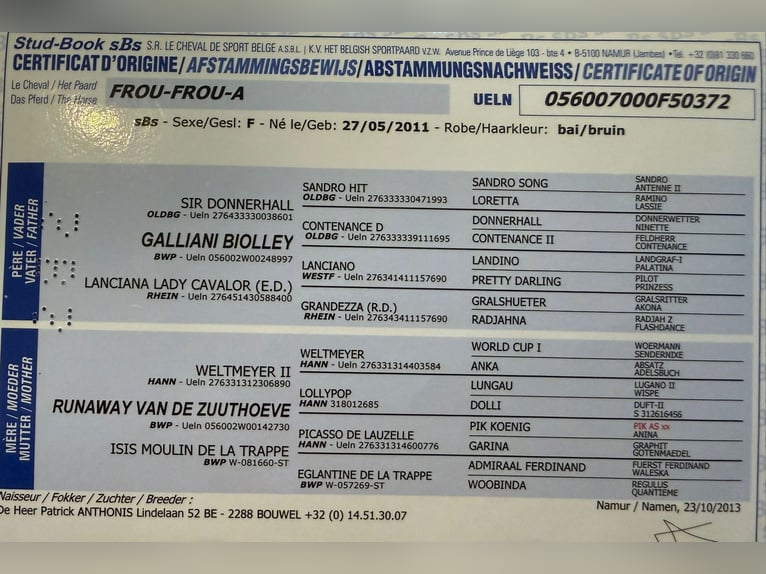 Stud-Book sBs S.R. LE CHEVAL DE SPORT BELGE A.S.B.L. | K.V. HET BELGISH SPORTPAARD V.Z.W. Avenue Prince de Liège 103 - bte 4 • B-5100 NAMUR (Jambes) • Tel. +32 (0)81 330 660
CERTIFICAT D'ORIGINE/AFSTAMMINGSBEWIJS/ABSTAMMUNGSNACHWEISS/CERTIFICATE OF ORIGIN
Le Cheval / Het Paard
Das Pferd / The Horse
FROU-FROU-A
UELN 056007000F50372
sBs - Sexe/Gesl: F - Né le/Geb: 27/05/2011 - Robe/Haarkleur: bai/bruin
PÈRE / VADER
VATER / FATHER
SIR DONNERHALL
OLDBG - Ueln 276433330038601
GALLIANI BIOLLEY
BWP - Ueln 056002W00248997
LANCIANA LADY CAVALOR (E.D.)
RHEIN - Ueln 276451430588400
SANDRO HIT
OLDBG - Ueln 276333330471993
CONTENANCE D
OLDBG - Ueln 276333339111695
LANCIANO
WESTF - Ueln 276341411157690
GRANDEZZA (R.D.)
RHEIN - Ueln 276343411157690
SANDRO SONG
LORETTA
DONNERHALL
CONTENANCE II
LANDINO
PRETTY DARLING
GRALSHUETER
RADJAHNA
SANDRO
ANTENNE II
RAMINO
LASSIE
DONNERWETTER
NINETTE
FELDHERR
CONTENANCE
LANDGRAF-I
PALATINA
PILOT
PRINZESS
GRALSRITTER
AKONA
RADJAH Z
FLASHDANCE
MÈRE / MOEDER
MUTTER / MOTHER
WELTMEYER II
HANN - Ueln 276331312306890
RUNAWAY VAN DE ZUUTHOEVE
BWP - Ueln 056002W00142730
ISIS MOULIN DE LA TRAPPE
BWP W-081660-ST
WELTMEYER
HANN - Ueln 276331314403584
LOLLYPOP
HANN 318012685
PICASSO DE LAUZELLE
HANN - Ueln 276331314600776
EGLANTINE DE LA TRAPPE
BWP W-057269-ST
WORLD CUP I
ANKA
LUNGAU
DOLLI
PIK KOENIG
GARINA
ADMIRAAL FERDINAND
WOEBINDA
WOERMANN
SENDERNIXE
ABSATZ
ADELSBUCH
LUGANO II
WISPE
DUFT-II
S 312616456
PIK AS xx
ANINA
GRAPHIT
GOTENMAEDEL
FUERST FERDINAND
WALESKA
REGULUS
QUANTIEME
Naisseur / Fokker / Zuchter / Breeder :
De Heer Patrick ANTHONIS Lindelaan 52 BE - 2288 BOUWEL +32 (0) 14.51.30.07
Namur / Namen, 23/10/2013